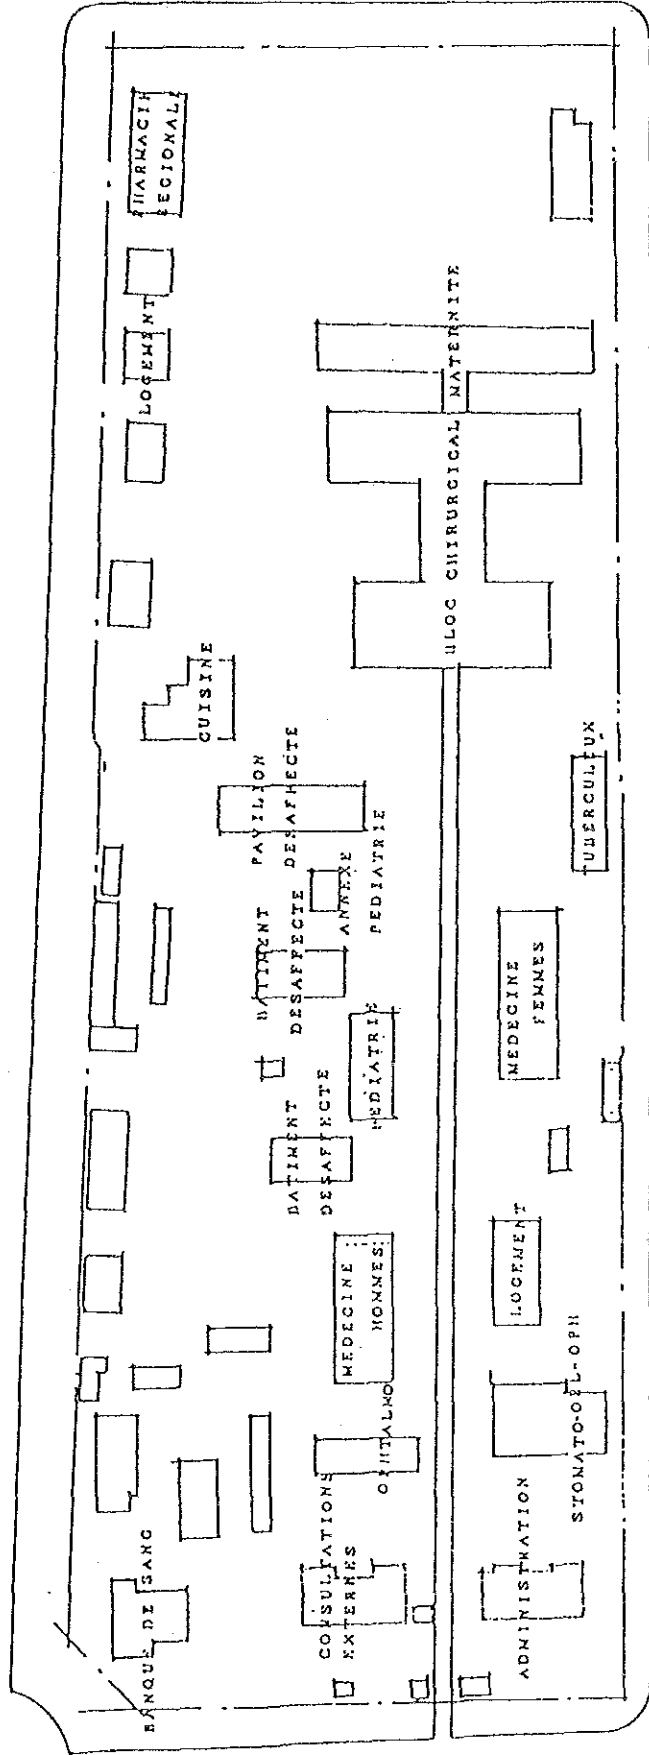 PHARMACIE
REGIONALE
LOGEMENT
MATERNITE
BLOC CHIRURGICAL
CUISINE
PAVILION
DESAFFECTE
ANNEXE
PEDIATRIE
BATIMENT
DESAFFECTE
PEDIATRIE
BATIMENT
DESAFFECTE
TUBERCULEUX
MEDECINE
FEMMES
MEDECINE
HOMMES
LOGEMENT
OPHTALMO
STOMATO-ORL-OPH
CONSULTATIONS
EXTERNES
ADMINISTRATION
BANQUE DE SANG